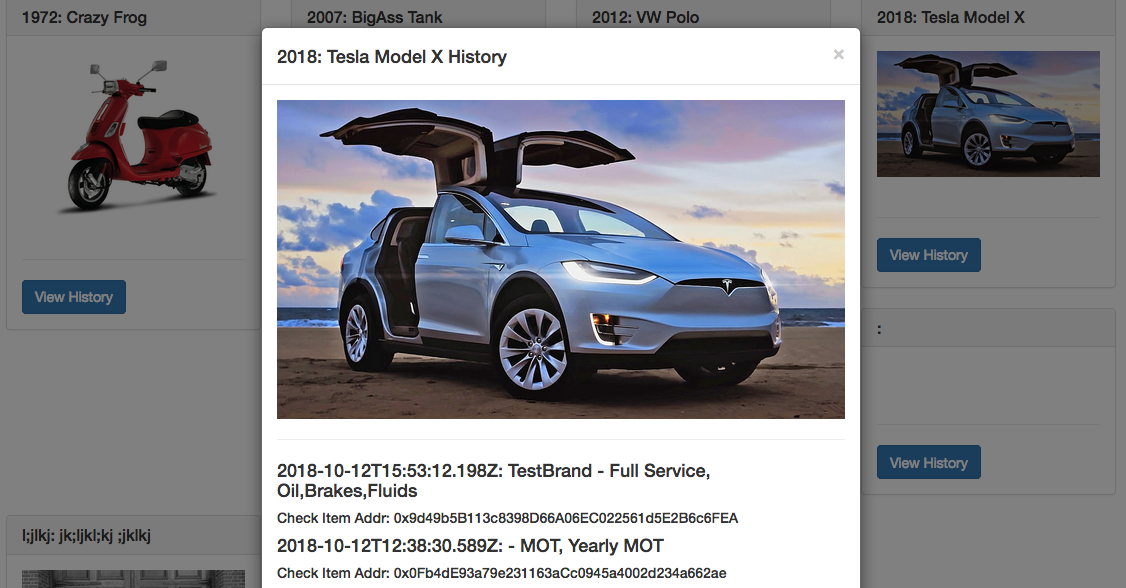 1972: Crazy Frog
2007: BigAss Tank
2012: VW Polo
2018: Tesla Model X
2018: Tesla Model X History
×
View History
View History
:
View History
2018-10-12T15:53:12.198Z: TestBrand - Full Service,
Oil,Brakes,Fluids
Check Item Addr: 0x9d49b5B113c8398D66A06EC022561d5E2B6c6FEA
2018-10-12T12:38:30.589Z: - MOT, Yearly MOT
Check Item Addr: 0x0Fb4dE93a79e231163aCc0945a4002d234a662ae
l;jlkj: jk;ljkl;kj ;jklkj